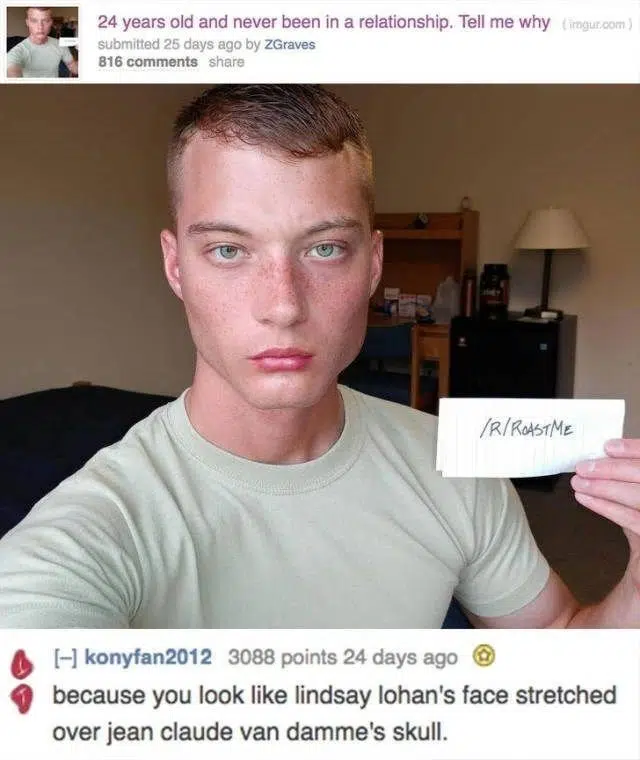 24 years old and never been in a relationship. Tell me why (imgur.com)
submitted 25 days ago by ZGraves
816 comments share
/R/ROASTME
[-] konyfan2012 3088 points 24 days ago
because you look like lindsay lohan's face stretched
over jean claude van damme's skull.